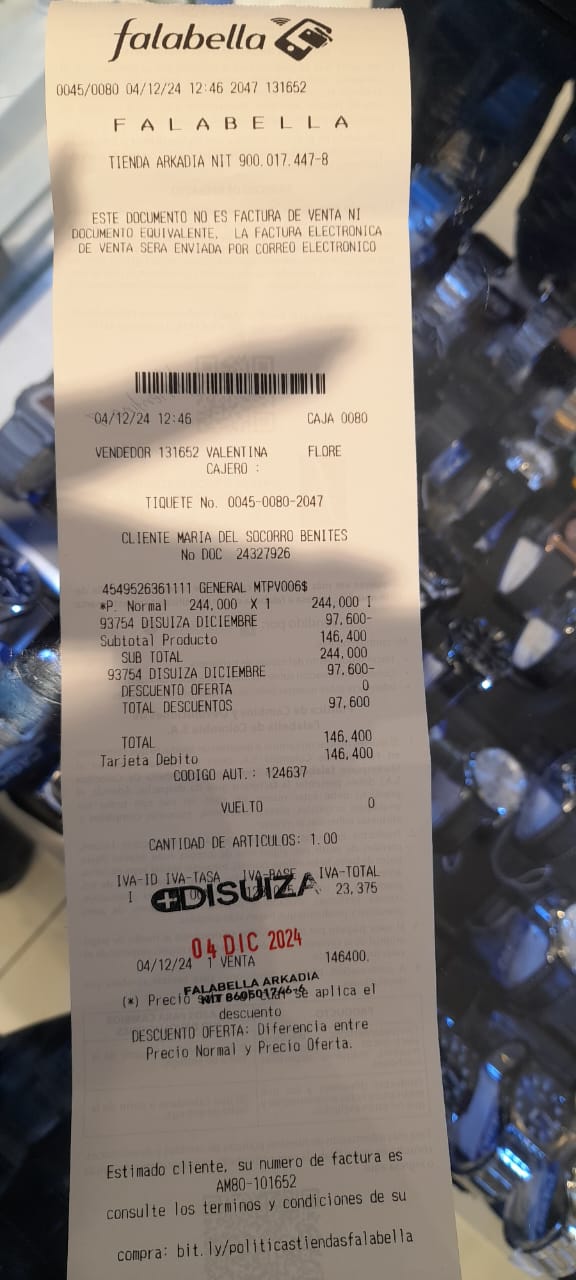 falabella
0045/0080 04/12/24 12:46 2047 131652
F A L A B E L L A
TIENDA ARKADIA NIT 900.017.447-8
ESTE DOCUMENTO NO ES FACTURA DE VENTA NI
DOCUMENTO EQUIVALENTE, LA FACTURA ELECTRONICA
DE VENTA SERA ENVIADA POR CORREO ELECTRONICO
04/12/24 12:46 CAJA 0080
VENDEDOR 131652 VALENTINA FLORE
CAJERO :
TIQUETE No. 0045-0080-2047
CLIENTE MARIA DEL SOCORRO BENITES
No DOC 24327926
4549526361111 GENERAL MTPV006$
*P. Normal 244,000 X 1 244,000 I
93754 DISUIZA DICIEMBRE 97,600-
Subtotal Producto 146,400
SUB TOTAL 244,000
93754 DISUIZA DICIEMBRE 97,600-
DESCUENTO OFERTA 0
TOTAL DESCUENTOS 97,600
TOTAL 146,400
Tarjeta Debito 146,400
CODIGO AUT.: 124637
VUELTO 0
CANTIDAD DE ARTICULOS: 1.00
IVA-ID IVA-TASA IVA-BASE IVA-TOTAL
I 23,375
DISUIZA
04 DIC 2024
04/12/24 1 VENTA 146400.
FALABELLA ARKADIA
NIT 860501746-6
(*) Precio se aplica el
descuento
DESCUENTO OFERTA: Diferencia entre
Precio Normal y Precio Oferta.
Estimado cliente, su numero de factura es
AM80-101652
consulte los terminos y condiciones de su
compra: bit.ly/politicastiendasfalabella